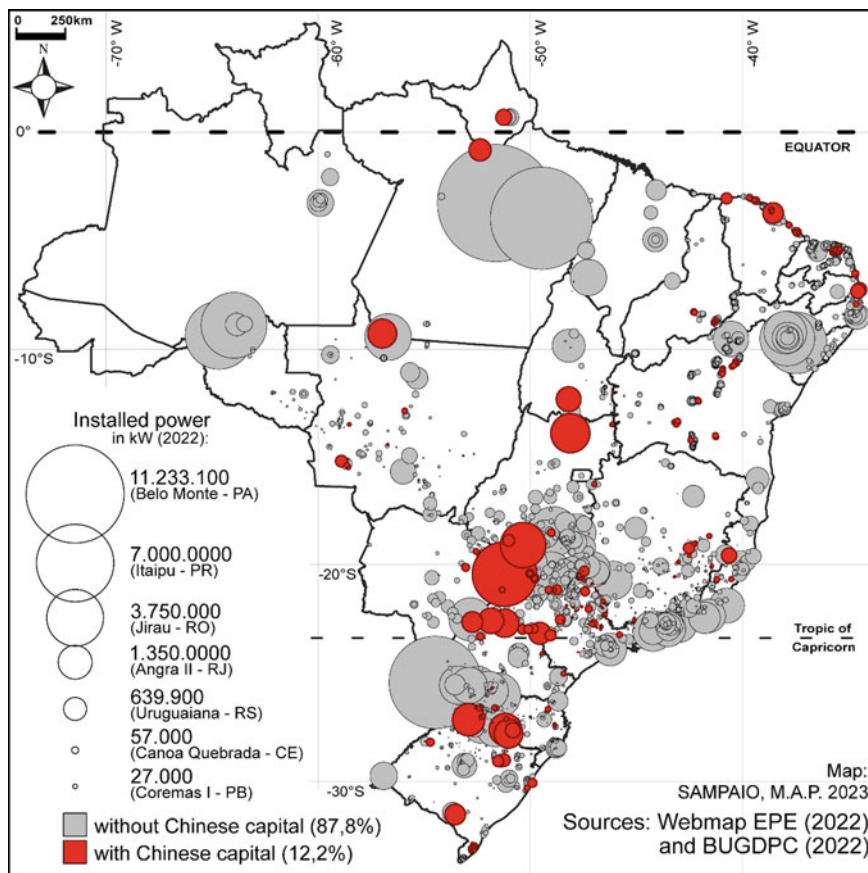 0 250km
N
-70° W
-60° W
-50° W
-40° W
0°
EQUATOR
-10°S
Installed power
in kW (2022):
11.233.100
(Belo Monte - PA)
7.000.0000
(Itaipu - PR)
3.750.000
(Jirau - RO)
1.350.0000
(Angra II - RJ)
639.900
(Uruguaiana - RS)
57.000
(Canoa Quebrada - CE)
27.000
(Coremas I - PB)
-20°S
Tropic of
Capricorn
-30°S
Map:
SAMPAIO, M.A.P. 2023
Sources: Webmap EPE (2022)
and BUGDPC (2022)
without Chinese capital (87,8%)
with Chinese capital (12,2%)